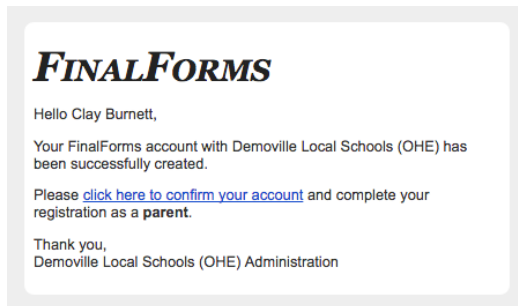 FINALFORMS
Hello Clay Burnett,
Your FinalForms account with Demoville Local Schools (OHE) has
been successfully created.
Please click here to confirm your account and complete your
registration as a parent.
Thank you,
Demoville Local Schools (OHE) Administration